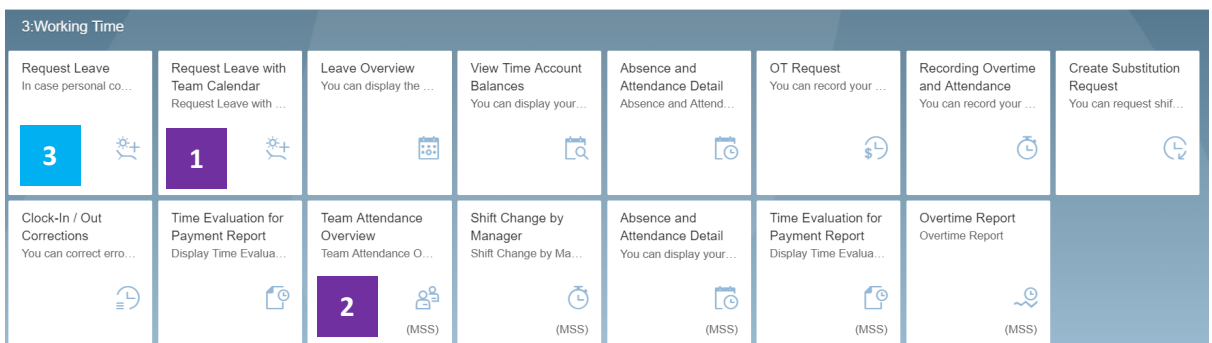 3:Working Time
Request Leave
In case personal co...
3
Request Leave with
Team Calendar
Request Leave with ...
1
Leave Overview
You can display the ...
View Time Account
Balances
You can display your...
Absence and
Attendance Detail
Absence and Attend...
OT Request
You can record your ...
$
Recording Overtime
and Attendance
You can record your ...
Create Substitution
Request
You can request shif...
Clock-In / Out
Corrections
You can correct erro...
Time Evaluation for
Payment Report
Display Time Evalua...
Team Attendance
Overview
Team Attendance O...
2
(MSS)
Shift Change by
Manager
Shift Change by Ma...
(MSS)
Absence and
Attendance Detail
You can display your...
(MSS)
Time Evaluation for
Payment Report
Display Time Evalua...
(MSS)
Overtime Report
Overtime Report
(MSS)